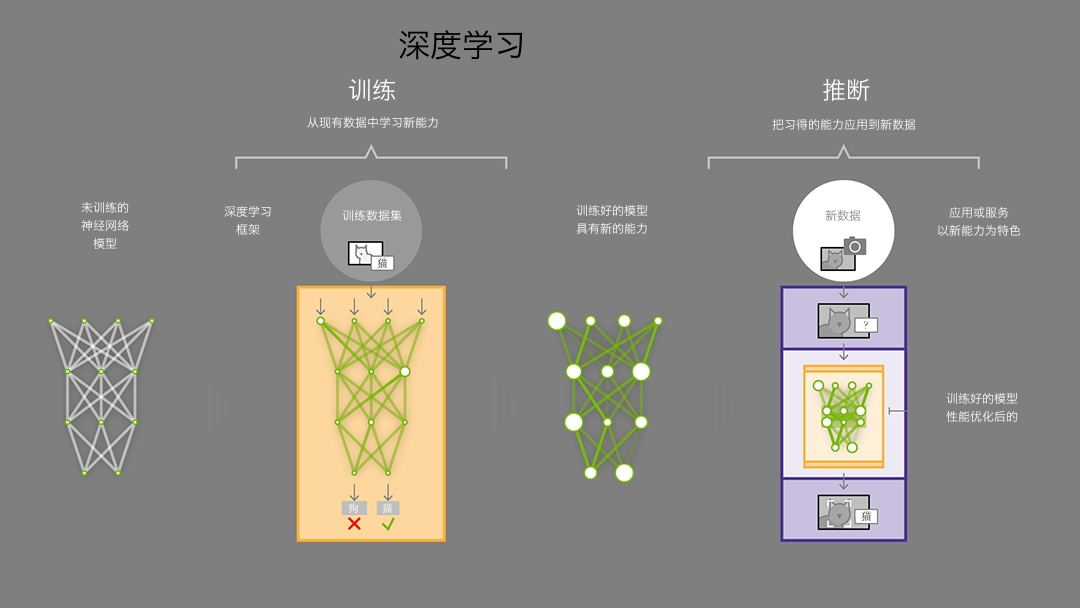 深度学习
训练
从现有数据中学习新能力
推断
把习得的能力应用到新数据
未训练的
神经网络
模型
深度学习
框架
训练数据集
猫
狗
猫
训练好的模型
具有新的能力
新数据
?
猫
应用或服务
以新能力为特色
训练好的模型
性能优化后的